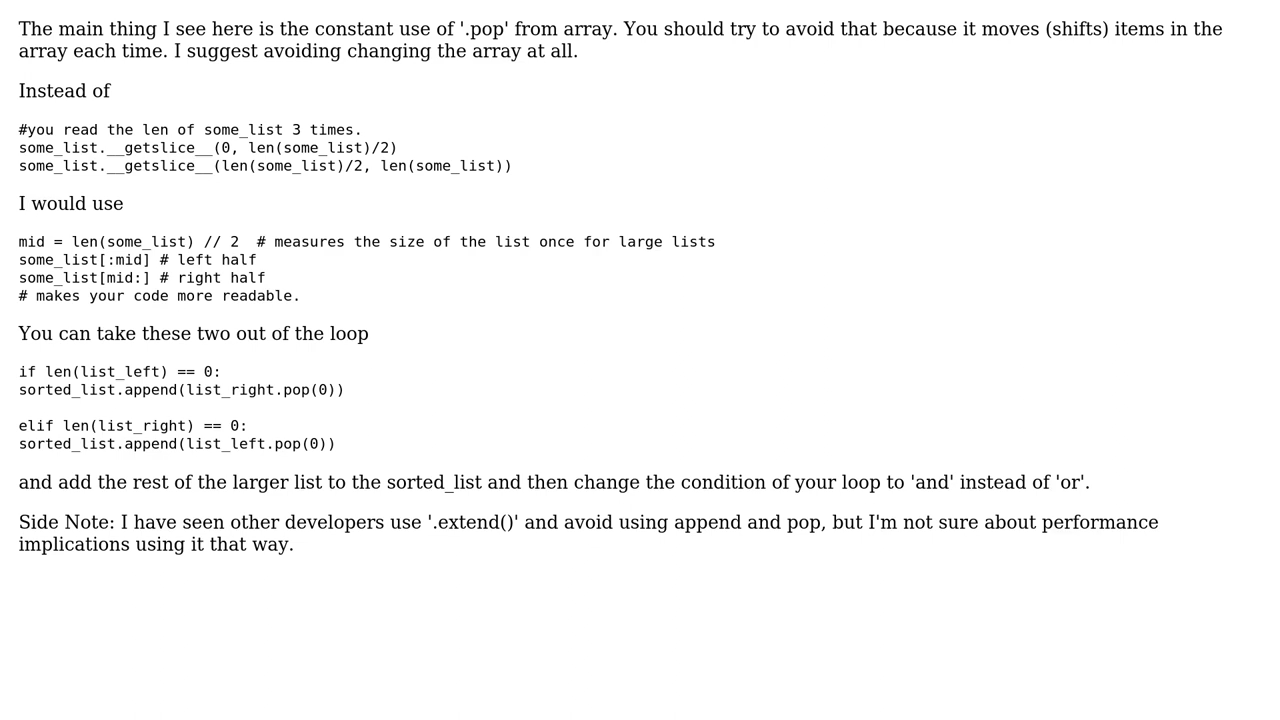 The main thing I see here is the constant use of '.pop' from array. You should try to avoid that because it moves (shifts) items in the
array each time. I suggest avoiding changing the array at all.
Instead of
#you read the len of some_list 3 times.
some_list.__getslice__(0, len(some_list)/2)
some_list.__getslice__(len(some_list)/2, len(some_list))
I would use
mid = len(some_list) // 2  # measures the size of the list once for large lists
some_list[:mid] # left half
some_list[mid:] # right half
# makes your code more readable.
You can take these two out of the loop
if len(list_left) == 0:
sorted_list.append(list_right.pop(0))
elif len(list_right) == 0:
sorted_list.append(list_left.pop(0))
and add the rest of the larger list to the sorted_list and then change the condition of your loop to 'and' instead of 'or'.
Side Note: I have seen other developers use '.extend()' and avoid using append and pop, but I'm not sure about performance
implications using it that way.